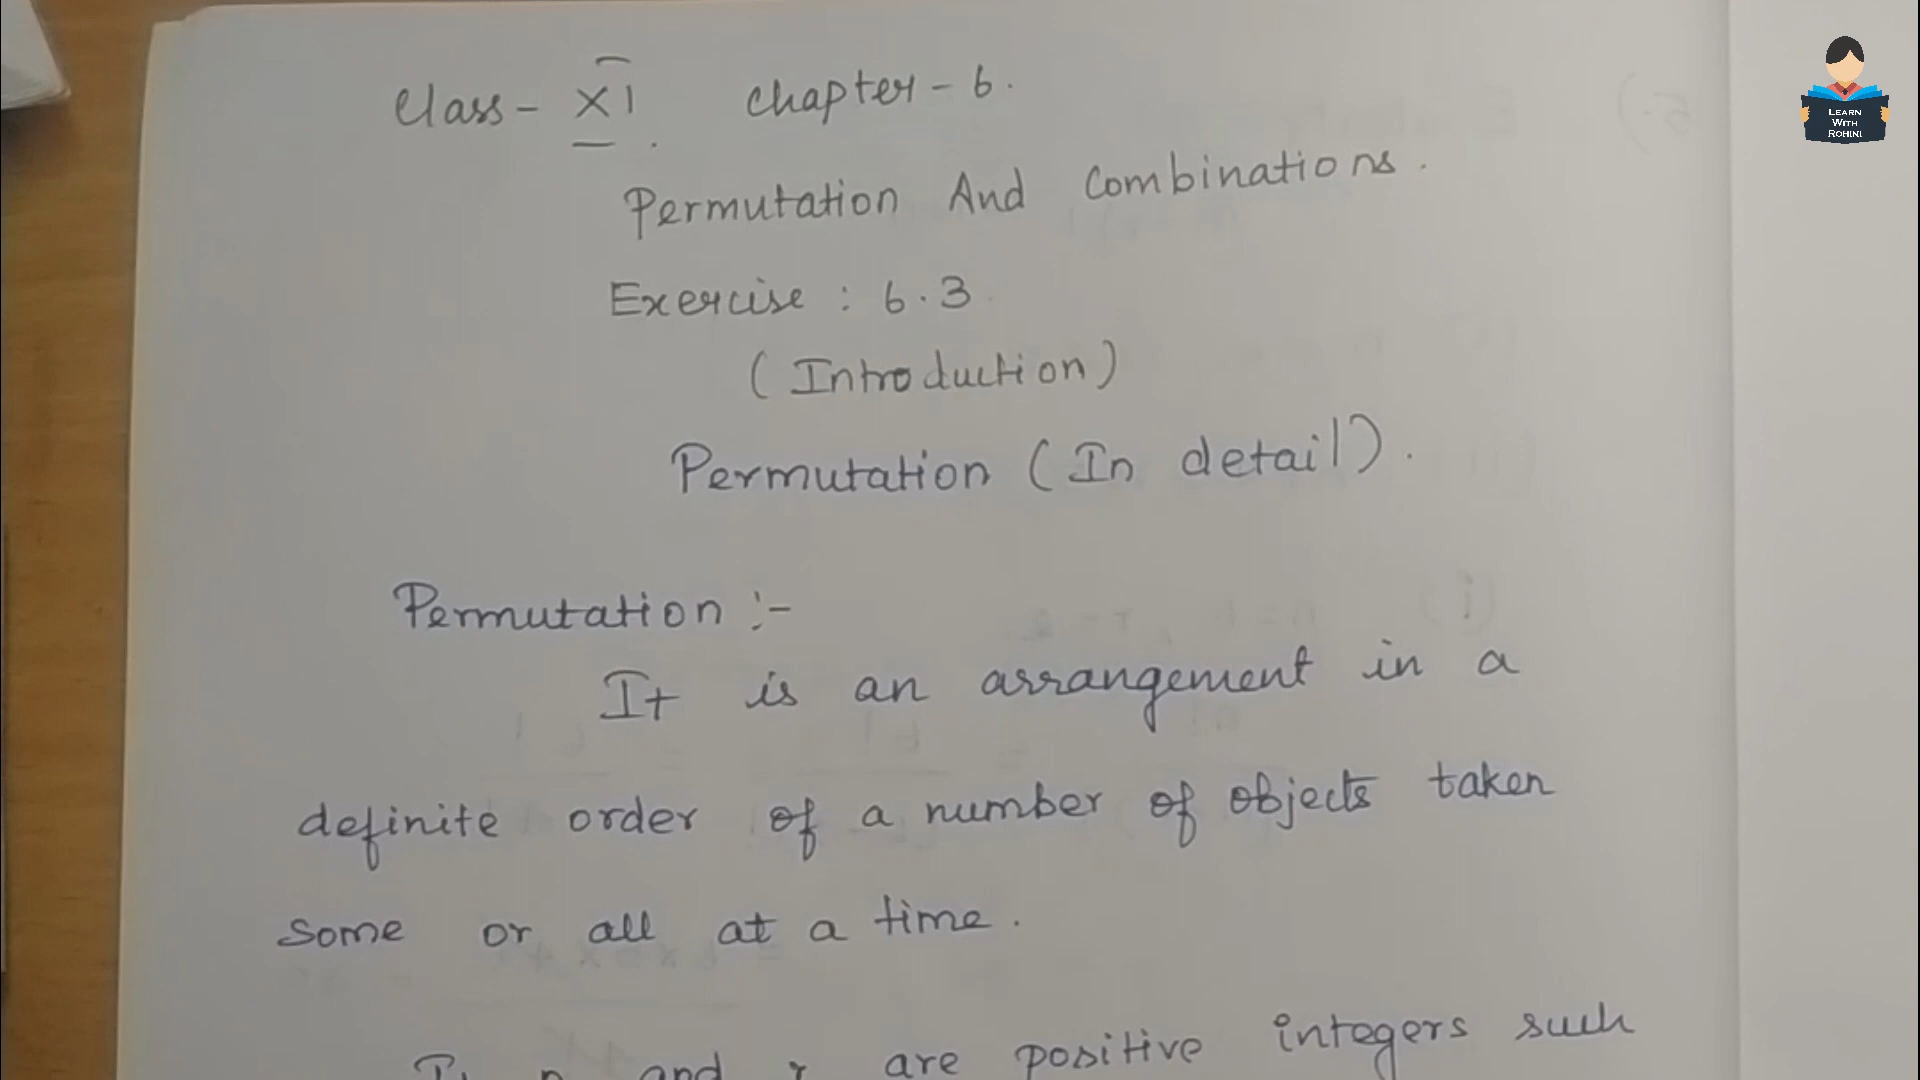 Class - XI Chapter - 6.
Permutation And Combinations.
Exercise : 6.3
(Introduction)
Permutation (In detail).
Permutation :-
It is an arrangement in a
definite order of a number of objects taken
some or all at a time.
n and r are positive integers such
LEARN
WITH
ROHINI